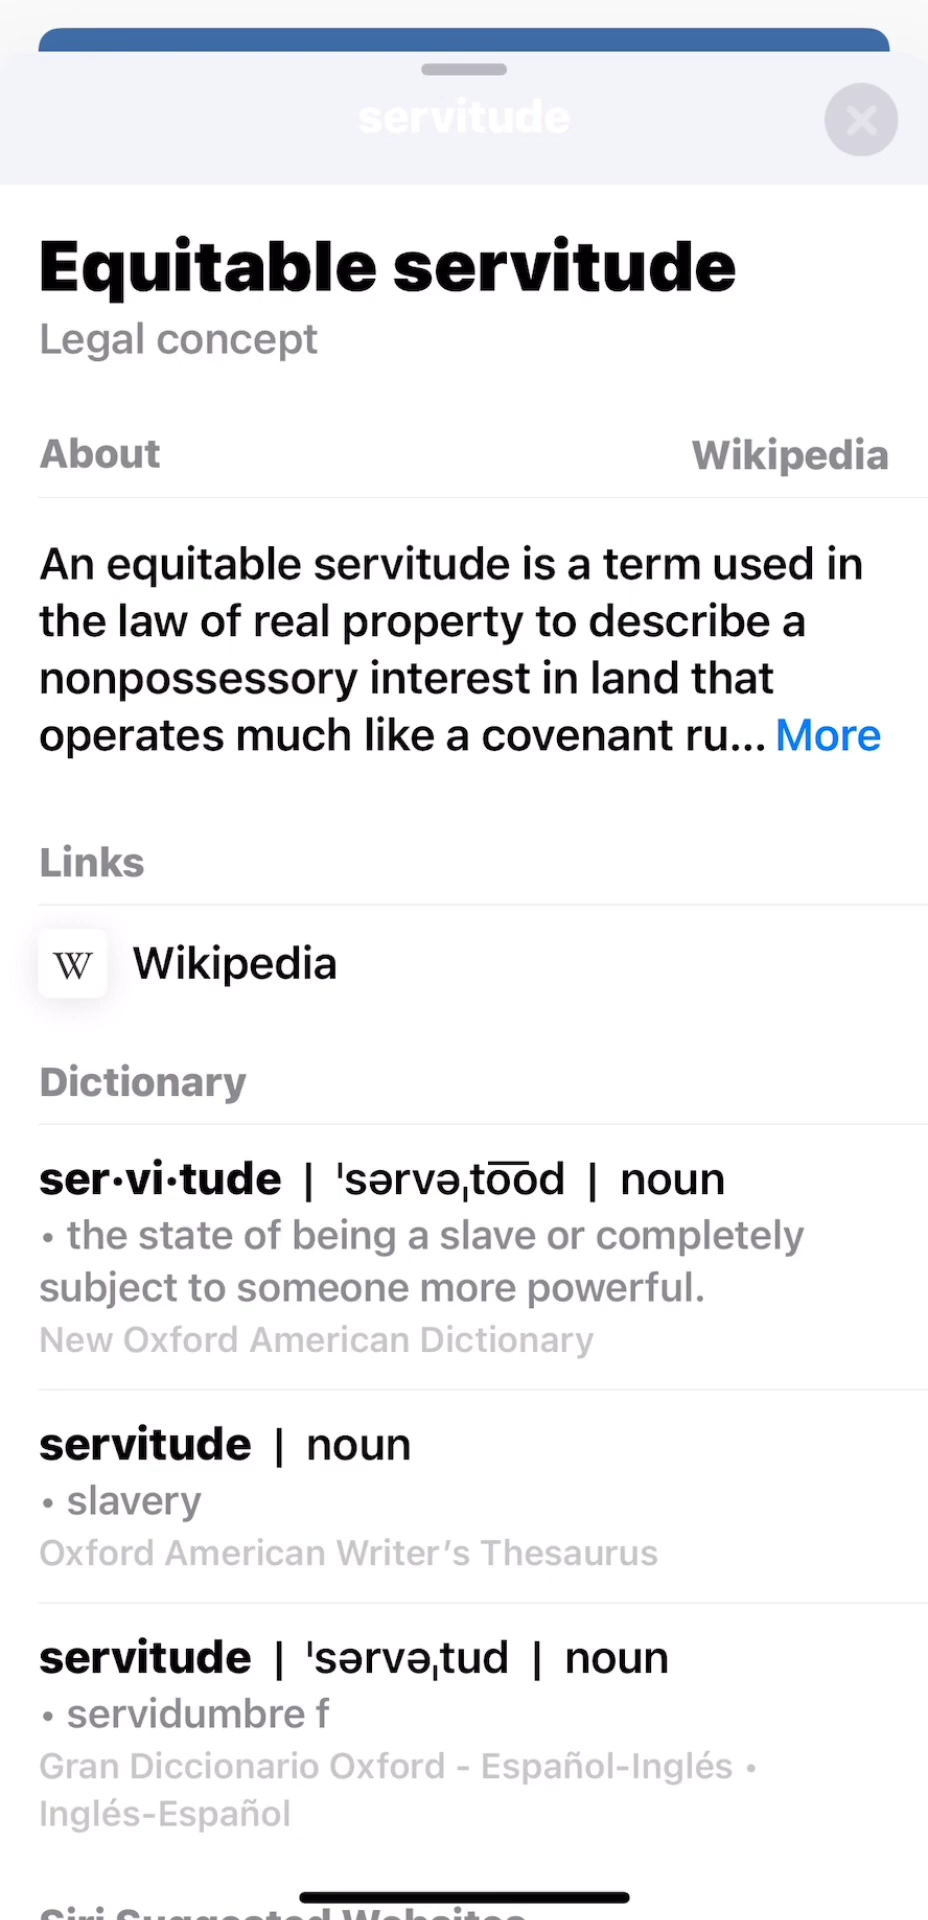 servitude
Equitable servitude
Legal concept
About
Wikipedia
An equitable servitude is a term used in
the law of real property to describe a
nonpossessory interest in land that
operates much like a covenant ru... More
Links
W Wikipedia
Dictionary
ser·vi·tude | ˈsərvəˌto͞od | noun
• the state of being a slave or completely
subject to someone more powerful.
New Oxford American Dictionary
servitude | noun
• slavery
Oxford American Writer’s Thesaurus
servitude | ˈsərvəˌtud | noun
• servidumbre f
Gran Diccionario Oxford - Español-Inglés •
Inglés-Español
Siri Suggested Websites